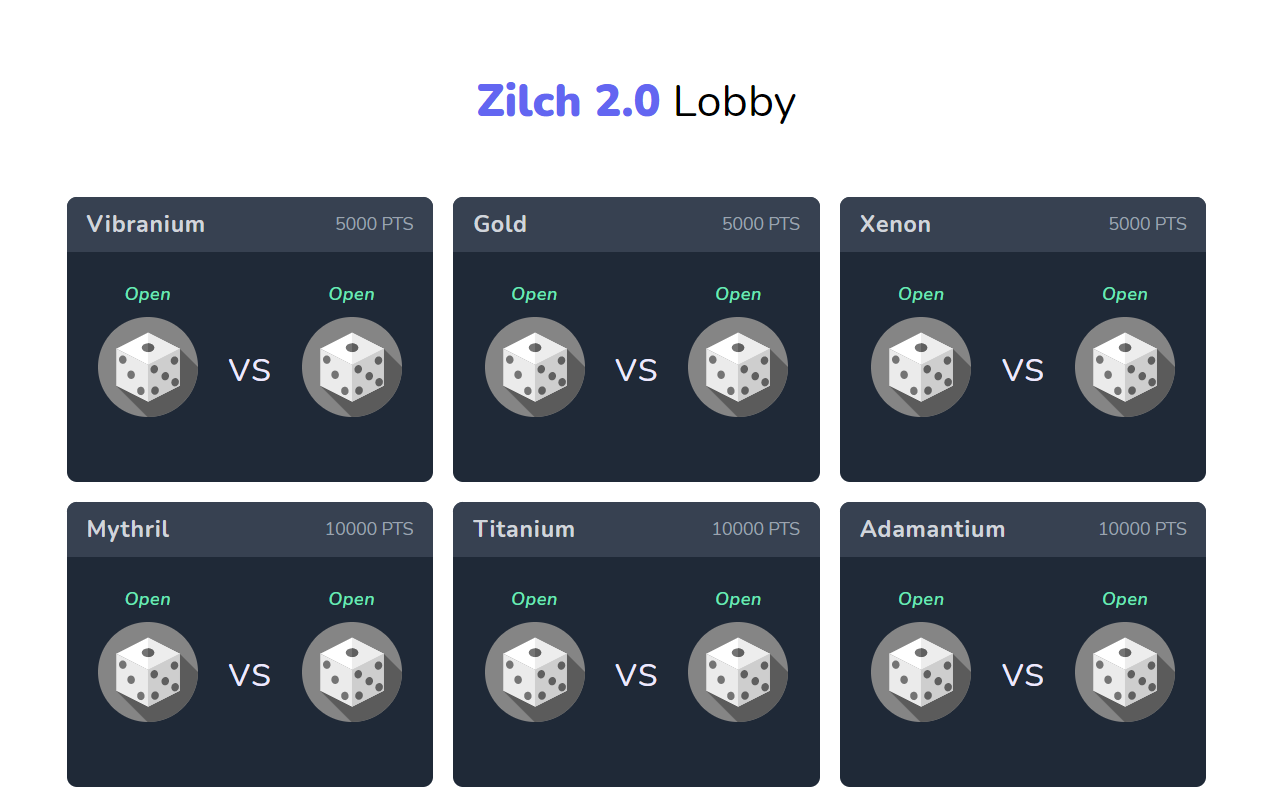 Zilch 2.0 Lobby
Vibranium 5000 PTS
Open Open
VS
Gold 5000 PTS
Open Open
VS
Xenon 5000 PTS
Open Open
VS
Mythril 10000 PTS
Open Open
VS
Titanium 10000 PTS
Open Open
VS
Adamantium 10000 PTS
Open Open
VS